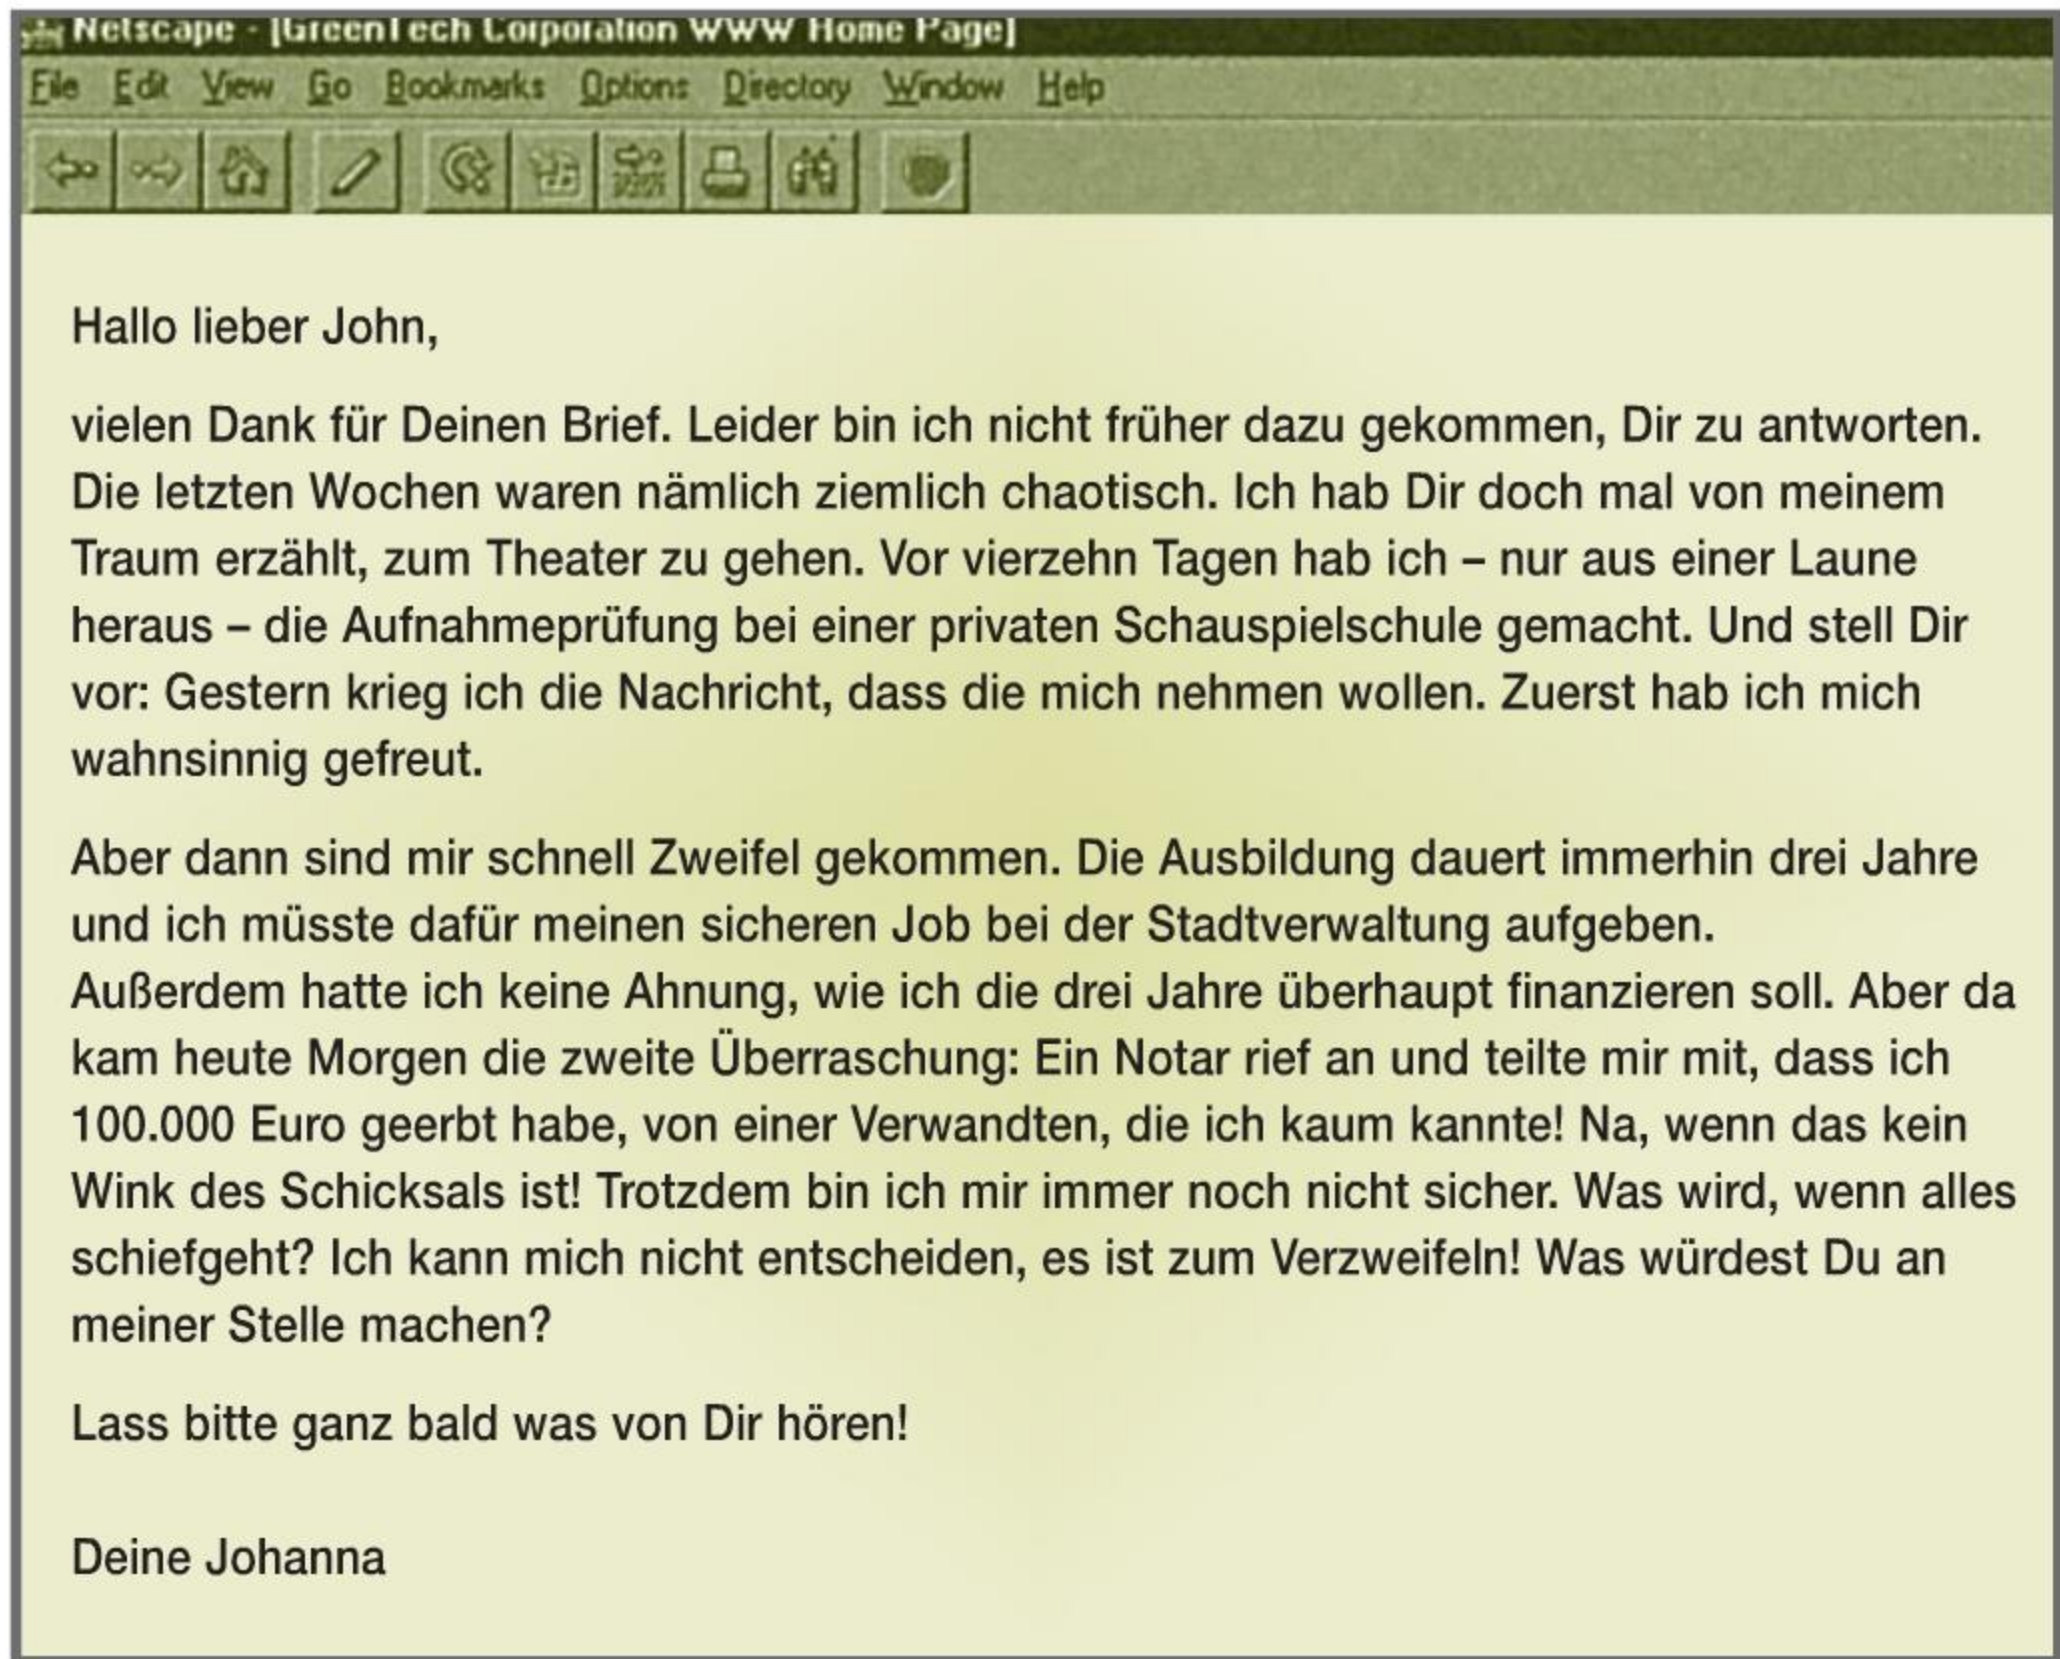 Netscape - [GreenTech Corporation WWW Home Page]
File Edit View Go Bookmarks Options Directory Window Help
Hallo lieber John,
vielen Dank für Deinen Brief. Leider bin ich nicht früher dazu gekommen, Dir zu antworten.
Die letzten Wochen waren nämlich ziemlich chaotisch. Ich hab Dir doch mal von meinem
Traum erzählt, zum Theater zu gehen. Vor vierzehn Tagen hab ich – nur aus einer Laune
heraus – die Aufnahmeprüfung bei einer privaten Schauspielschule gemacht. Und stell Dir
vor: Gestern krieg ich die Nachricht, dass die mich nehmen wollen. Zuerst hab ich mich
wahnsinnig gefreut.
Aber dann sind mir schnell Zweifel gekommen. Die Ausbildung dauert immerhin drei Jahre
und ich müsste dafür meinen sicheren Job bei der Stadtverwaltung aufgeben.
Außerdem hatte ich keine Ahnung, wie ich die drei Jahre überhaupt finanzieren soll. Aber da
kam heute Morgen die zweite Überraschung: Ein Notar rief an und teilte mir mit, dass ich
100.000 Euro geerbt habe, von einer Verwandten, die ich kaum kannte! Na, wenn das kein
Wink des Schicksals ist! Trotzdem bin ich mir immer noch nicht sicher. Was wird, wenn alles
schiefgeht? Ich kann mich nicht entscheiden, es ist zum Verzweifeln! Was würdest Du an
meiner Stelle machen?
Lass bitte ganz bald was von Dir hören!
Deine Johanna